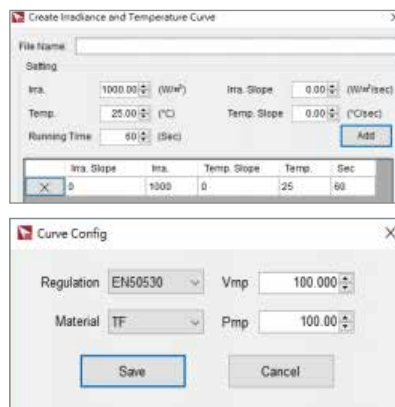 Create Irradiance and Temperature Curve
File Name
Setting
Irra. 1000.00 (W/m²) Irra. Slope 0.00 (W/m²/sec)
Temp. 25.00 (°C) Temp. Slope 0.00 (°C/sec)
Running Time 60 (Sec) Add
Irra. Slope Irra. Temp. Slope Temp. Sec
X 0 1000 0 25 60
Curve Config
Regulation EN50530 Vmp 100.000
Material TF Pmp 100.00
Save Cancel